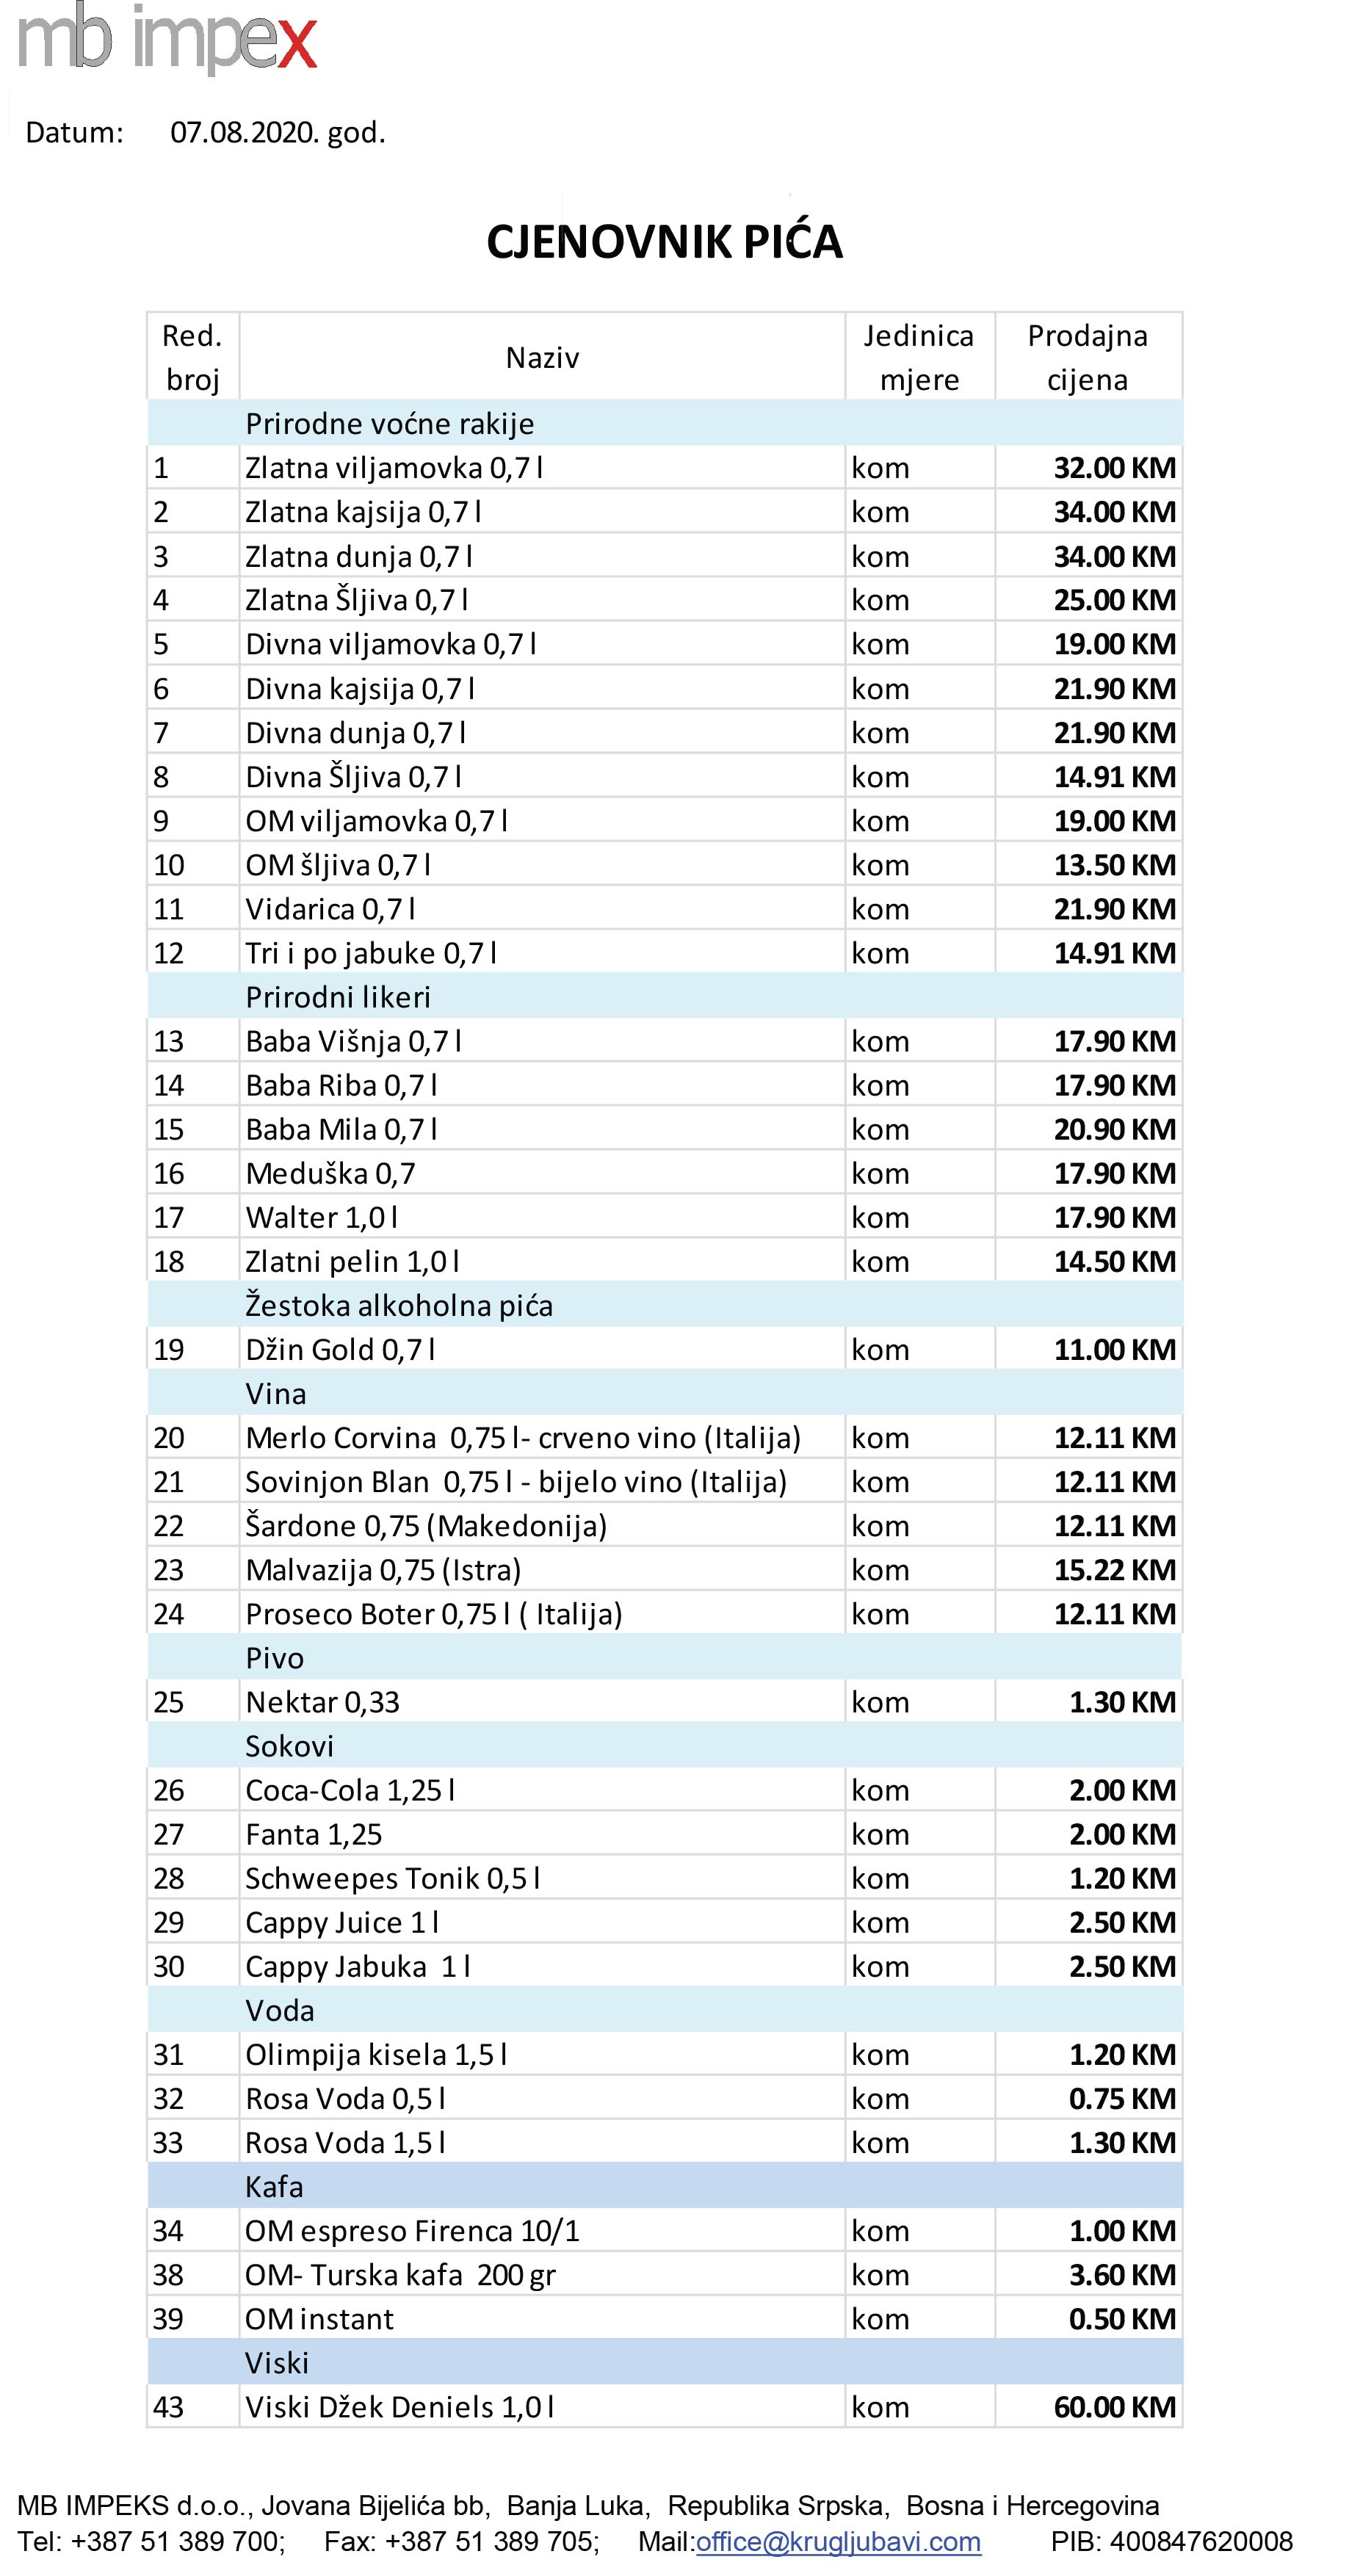 mb impex
Datum: 07.08.2020. god.
CJENOVNIK PIĆA
Red. broj Naziv Jedinica mjere Prodajna cijena
Prirodne voćne rakije
1 Zlatna viljamovka 0,7 l kom 32.00 KM
2 Zlatna kajsija 0,7 l kom 34.00 KM
3 Zlatna dunja 0,7 l kom 34.00 KM
4 Zlatna Šljiva 0,7 l kom 25.00 KM
5 Divna viljamovka 0,7 l kom 19.00 KM
6 Divna kajsija 0,7 l kom 21.90 KM
7 Divna dunja 0,7 l kom 21.90 KM
8 Divna Šljiva 0,7 l kom 14.91 KM
9 OM viljamovka 0,7 l kom 19.00 KM
10 OM šljiva 0,7 l kom 13.50 KM
11 Vidarica 0,7 l kom 21.90 KM
12 Tri i po jabuke 0,7 l kom 14.91 KM
Prirodni likeri
13 Baba Višnja 0,7 l kom 17.90 KM
14 Baba Riba 0,7 l kom 17.90 KM
15 Baba Mila 0,7 l kom 20.90 KM
16 Meduška 0,7 kom 17.90 KM
17 Walter 1,0 l kom 17.90 KM
18 Zlatni pelin 1,0 l kom 14.50 KM
Žestoka alkoholna pića
19 Džin Gold 0,7 l kom 11.00 KM
Vina
20 Merlo Corvina 0,75 l- crveno vino (Italija) kom 12.11 KM
21 Sovinjon Blan 0,75 l - bijelo vino (Italija) kom 12.11 KM
22 Šardone 0,75 (Makedonija) kom 12.11 KM
23 Malvazija 0,75 (Istra) kom 15.22 KM
24 Proseco Boter 0,75 l ( Italija) kom 12.11 KM
Pivo
25 Nektar 0,33 kom 1.30 KM
Sokovi
26 Coca-Cola 1,25 l kom 2.00 KM
27 Fanta 1,25 kom 2.00 KM
28 Schweepes Tonik 0,5 l kom 1.20 KM
29 Cappy Juice 1 l kom 2.50 KM
30 Cappy Jabuka 1 l kom 2.50 KM
Voda
31 Olimpija kisela 1,5 l kom 1.20 KM
32 Rosa Voda 0,5 l kom 0.75 KM
33 Rosa Voda 1,5 l kom 1.30 KM
Kafa
34 OM espreso Firenca 10/1 kom 1.00 KM
38 OM- Turska kafa 200 gr kom 3.60 KM
39 OM instant kom 0.50 KM
Viski
43 Viski Džek Deniels 1,0 l kom 60.00 KM
MB IMPEKS d.o.o., Jovana Bijelića bb, Banja Luka, Republika Srpska, Bosna i Hercegovina
Tel: +387 51 389 700; Fax: +387 51 389 705; Mail:office@krugljubavi.com PIB: 400847620008